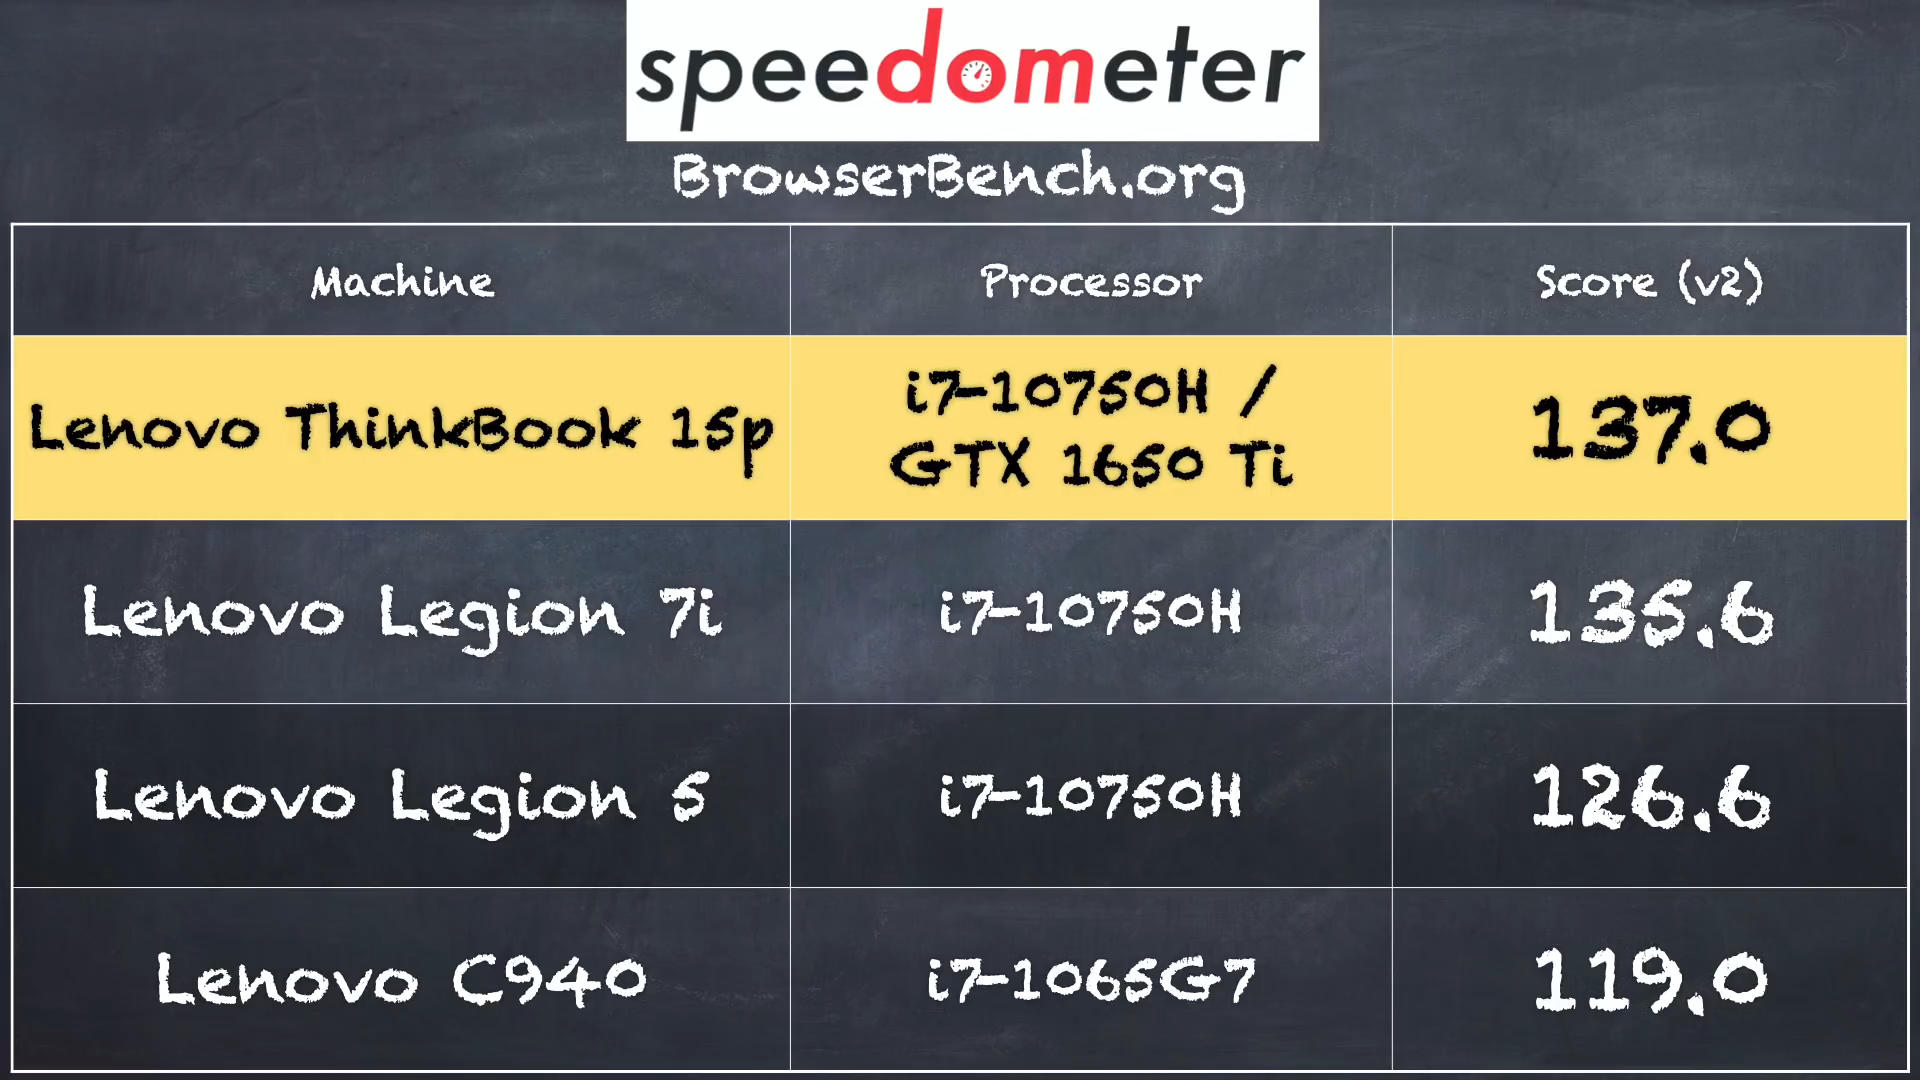 speedometer
BrowserBench.org
Machine Processor Score (v2)
Lenovo ThinkBook 15p i7-10750H / GTX 1650 Ti 137.0
Lenovo Legion 7i i7-10750H 135.6
Lenovo Legion 5 i7-10750H 126.6
Lenovo C940 i7-1065G7 119.0